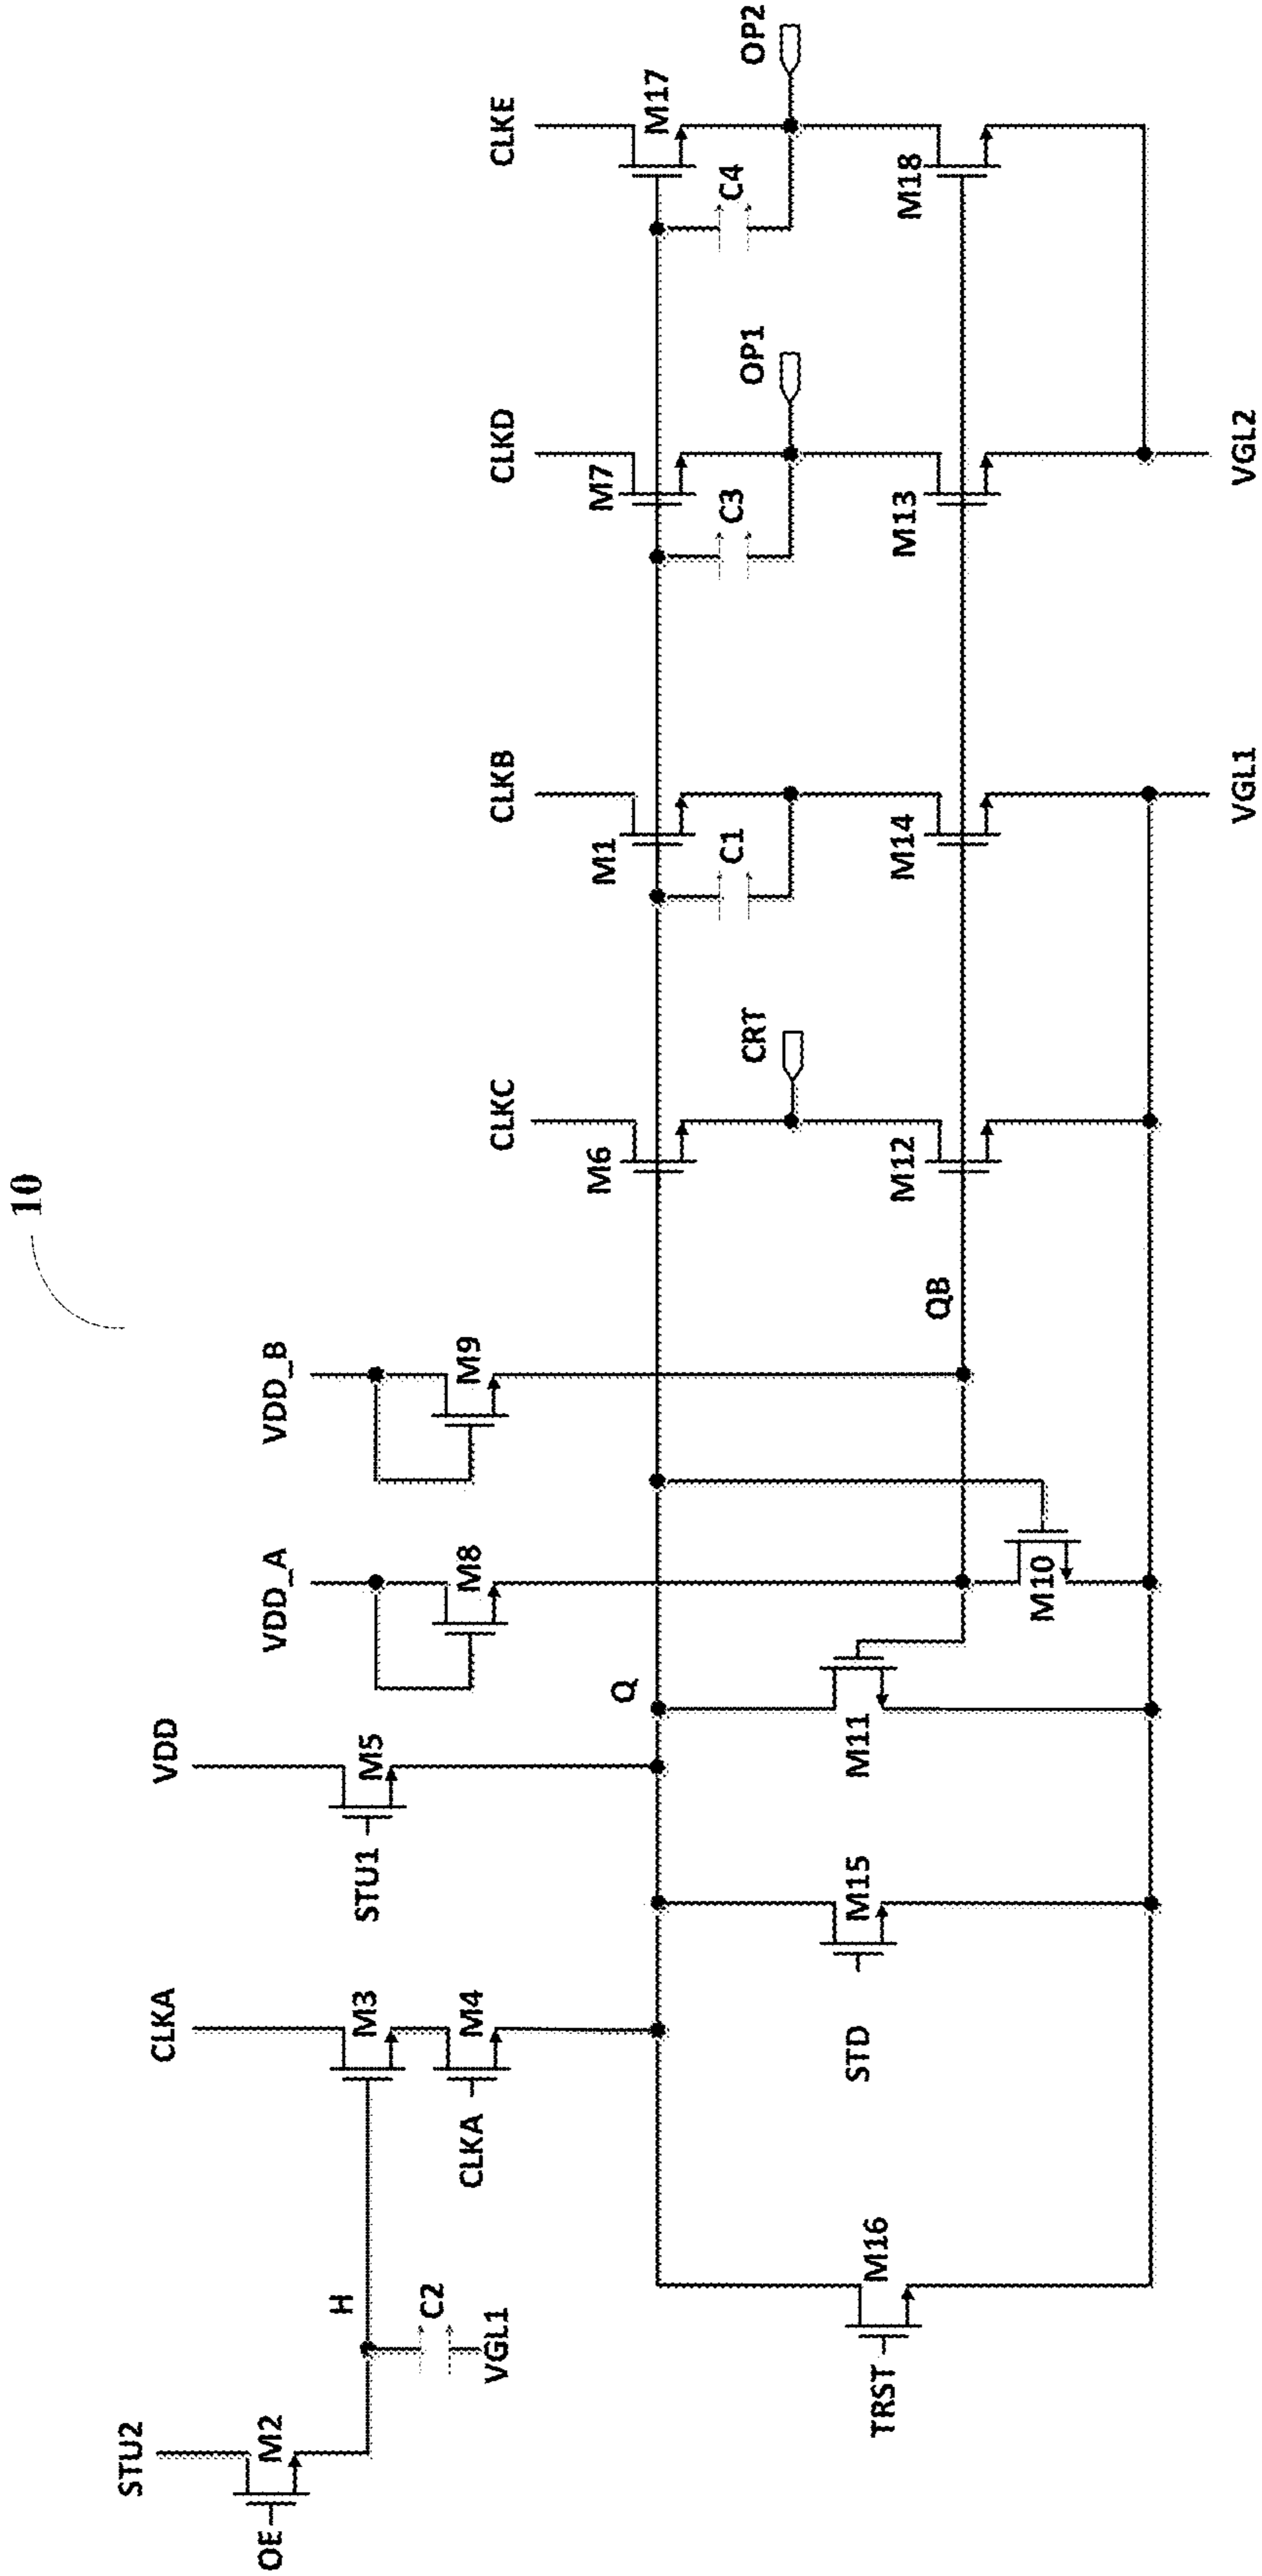 10
STU2
OE
M2
H
C2
VGL1
CLKA
M3
CLKA
M4
VDD
STU1
M5
VDD_A
M8
VDD_B
M9
Q
QB
TRST
M16
STD
M15
M11
M10
CLKC
M6
CRT
M12
CLKB
M1
C1
M14
VGL1
CLKD
M7
C3
OP1
M13
VGL2
CLKE
M17
C4
OP2
M18